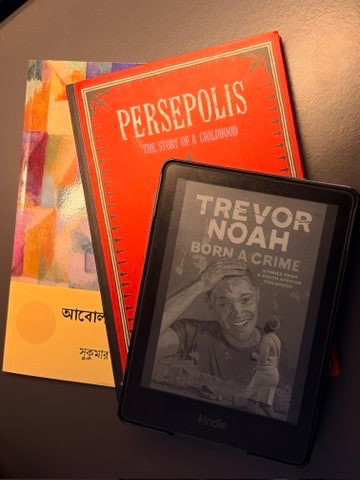 PERSEPOLIS
THE STORY OF A CHILDHOOD
TREVOR
NOAH
BORN A CRIME
STORIES FROM
A SOUTH AFRICAN
CHILDHOOD
kindle
আবোল
সুকুমার